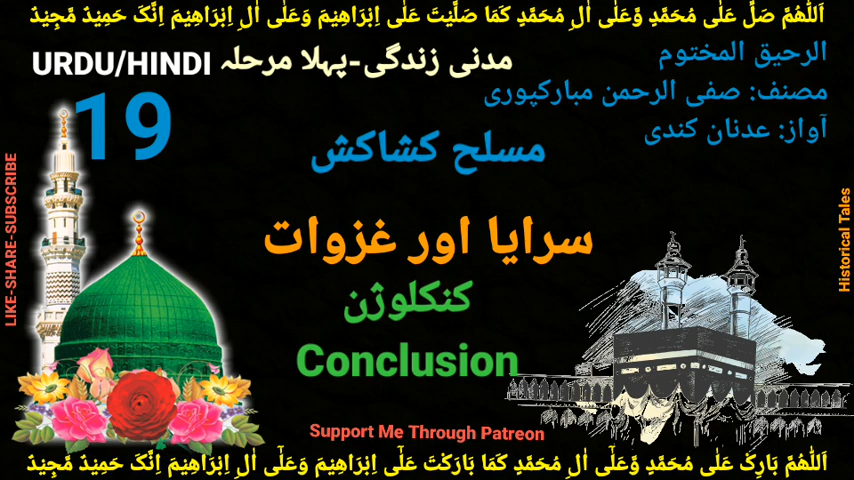 اَللّٰهُمَّ صَلِّ عَلٰی مُحَمَّدٍ وَّعَلٰٓی اٰلِ مُحَمَّدٍ کَمَا صَلَّیْتَ عَلٰٓی اِبْرَاهِیْمَ وَعَلٰٓی اٰلِ اِبْرَاهِیْمَ اِنَّکَ حَمِیْدٌ مَّجِیْدٌ
الرحیق المختوم
مدنی زندگی-پہلا مرحلہ URDU/HINDI
مصنف: صفی الرحمن مبارکپوری
19
آواز: عدنان کندی
مسلح کشاکش
سرایا اور غزوات
کنکلوژن
Conclusion
LIKE-SHARE-SUBSCRIBE
Historical Tales
Support Me Through Patreon
اَللّٰهُمَّ بَارِکْ عَلٰی مُحَمَّدٍ وَّعَلٰٓی اٰلِ مُحَمَّدٍ کَمَا بَارَکْتَ عَلٰٓی اِبْرَاهِیْمَ وَعَلٰٓی اٰلِ اِبْرَاهِیْمَ اِنَّکَ حَمِیْدٌ مَّجِیْدٌ